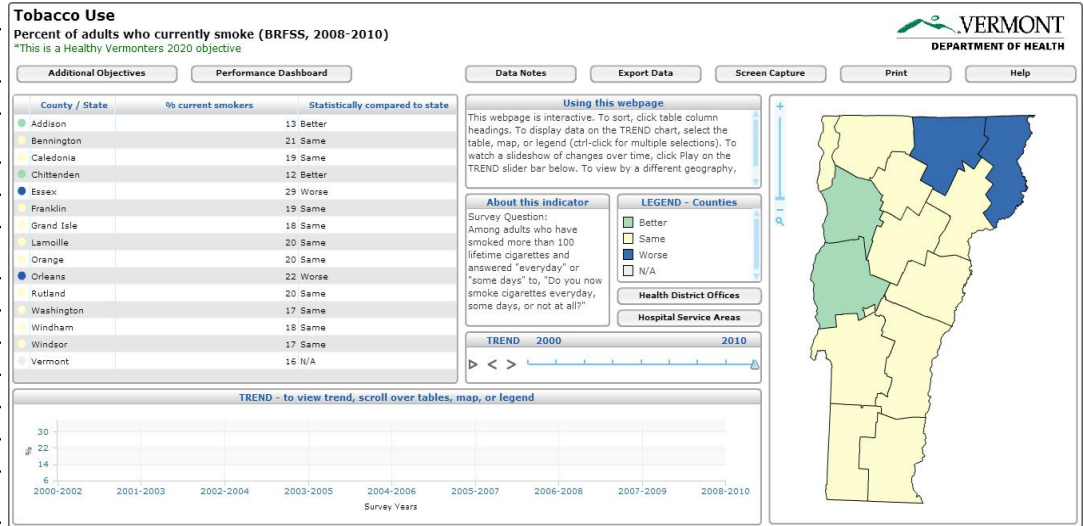 Tobacco Use
Percent of adults who currently smoke (BRFSS, 2008-2010)
*This is a Healthy Vermonters 2020 objective
VERMONT
DEPARTMENT OF HEALTH
Additional Objectives
Performance Dashboard
Data Notes
Export Data
Screen Capture
Print
Help
County / State % current smokers Statistically compared to state
Addison 13 Better
Bennington 21 Same
Caledonia 19 Same
Chittenden 12 Better
Essex 29 Worse
Franklin 19 Same
Grand Isle 18 Same
Lamoille 20 Same
Orange 20 Same
Orleans 22 Worse
Rutland 20 Same
Washington 17 Same
Windham 18 Same
Windsor 17 Same
Vermont 16 N/A
Using this webpage
This webpage is interactive. To
sort, click table column
headings. To display data on
the TREND chart, select the
table, map, or legend (ctrl-click
for multiple selections). To
watch a slideshow of changes
over time, click Play on the
TREND slider bar below. To view
by a different geography,
About this indicator
Survey Question:
Among adults who have
smoked more than 100
lifetime cigarettes and
answered "everyday" or
"some days" to, "Do you now
smoke cigarettes everyday,
some days, or not at all?"
LEGEND - Counties
Better
Same
Worse
N/A
Health District Offices
Hospital Service Areas
TREND 2000 2010
TREND - to view trend, scroll over tables, map, or legend
%
30
22
14
6
2000-2002 2001-2003 2002-2004 2003-2005 2004-2006 2005-2007 2006-2008 2007-2009 2008-2010
Survey Years